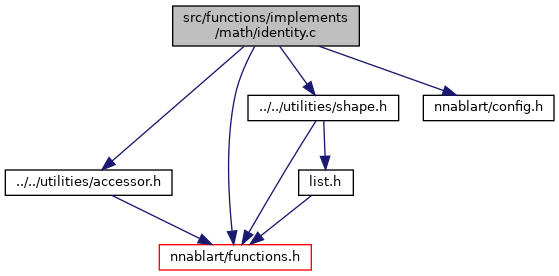 src/functions/implements
/math/identity.c
../../utilities/shape.h
nnablart/config.h
../../utilities/accessor.h
list.h
nnablart/functions.h